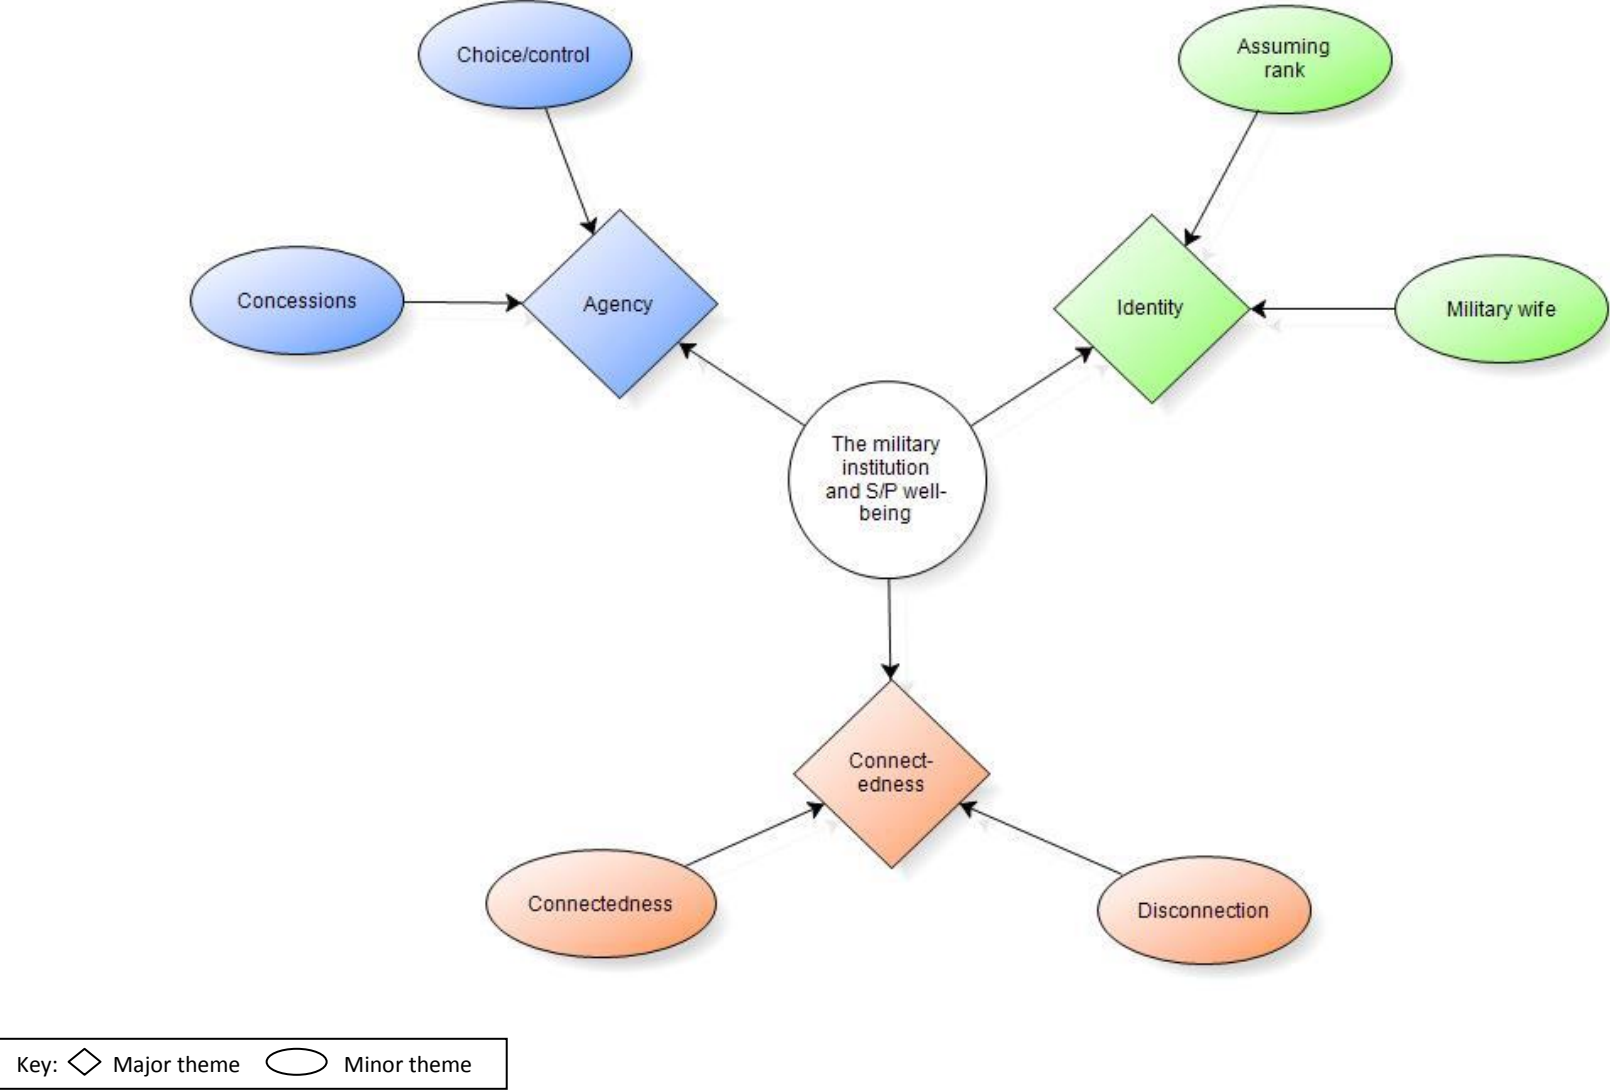 Choice/control
Assuming
rank
Concessions
Agency
Identity
Military wife
The military
institution
and S/P well-
being
Connect-
edness
Connectedness
Disconnection
Key: Major theme Minor theme